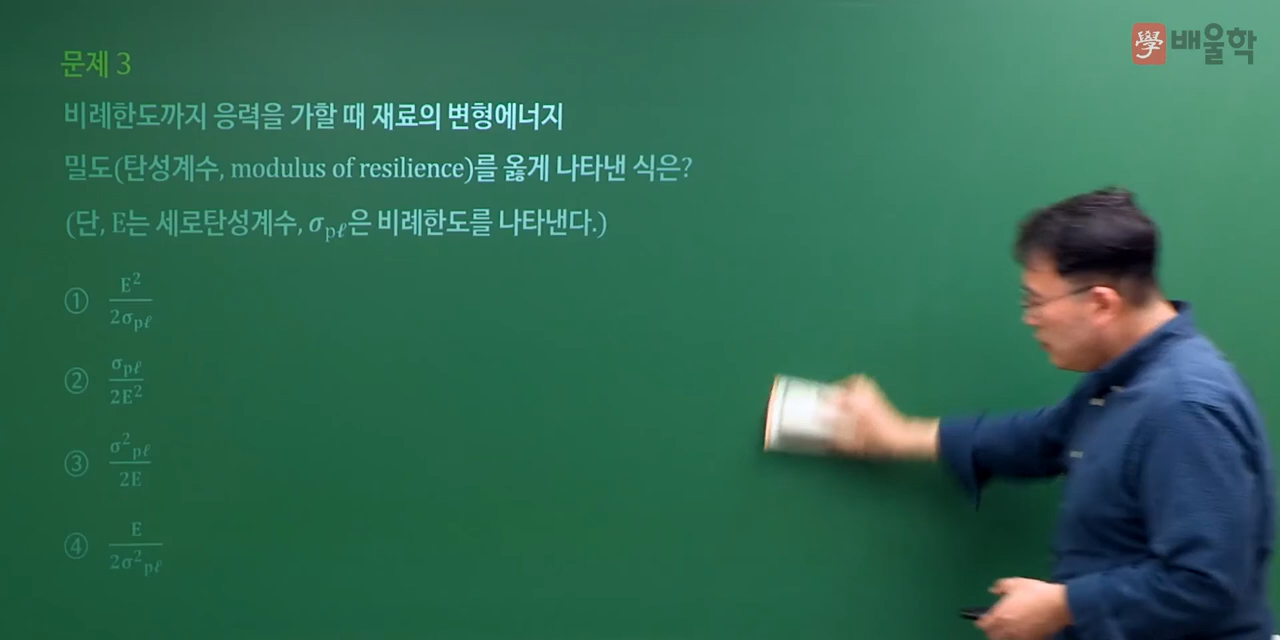 學 배울학
문제 3
비례한도까지 응력을 가할 때 재료의 변형에너지
밀도(탄성계수, modulus of resilience)를 옳게 나타낸 식은?
(단, E는 세로탄성계수, σₚℓ은 비례한도를 나타낸다.)
① E²/2σₚℓ
② σₚℓ/2E²
③ σ²ₚℓ/2E
④ E/2σ²ₚℓ